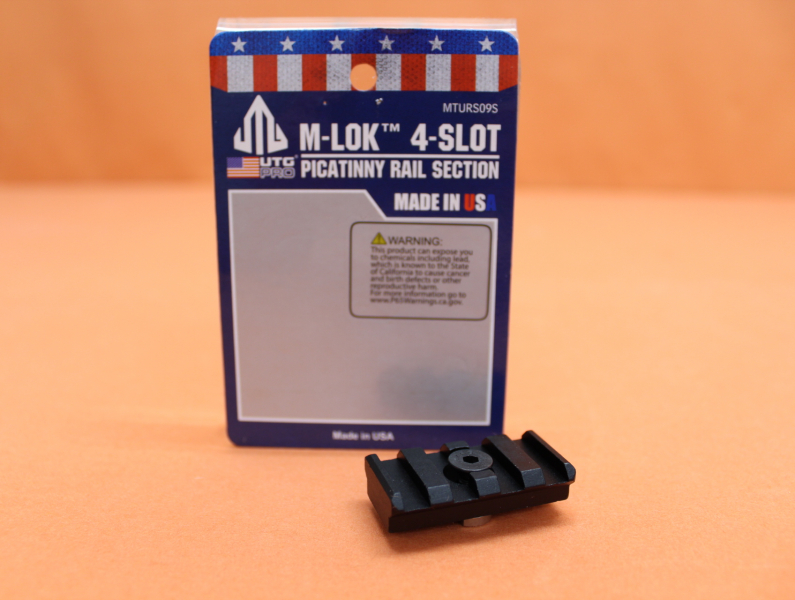 MTURS09S
UTG
UTG PRO®
M-LOK™ 4-SLOT
PICATINNY RAIL SECTION
MADE IN USA
WARNING:
This product can expose you
to chemicals including lead,
which is known to the State
of California to cause cancer
and birth defects or other
reproductive harm.
For more information go to
www.P65Warnings.ca.gov.
Made in USA